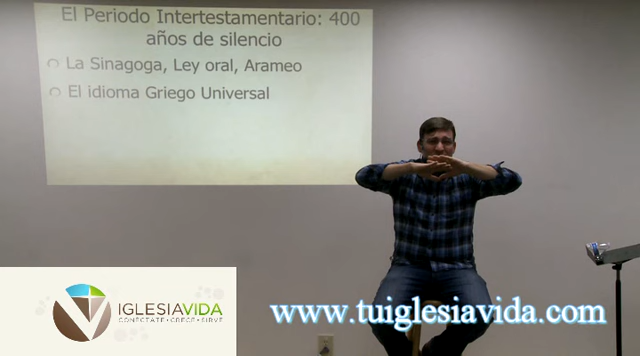 El Periodo Intertestamentario: 400
años de silencio
La Sinagoga, Ley oral, Arameo
El idioma Griego Universal
IGLESIAVIDA
CONECTATE • CRECE • SIRVE
www.tuiglesiavida.com